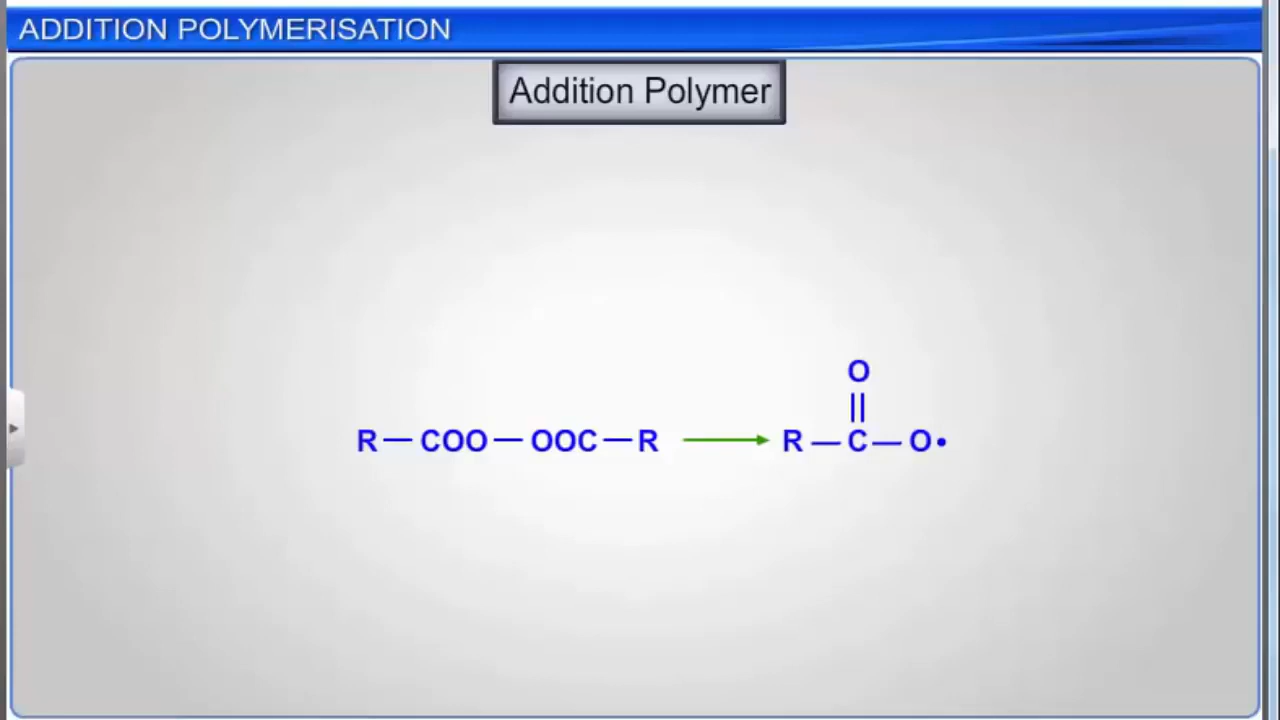 ADDITION POLYMERISATION
Addition Polymer
O
||
R — COO — OOC — R ⟶ R — C — O•